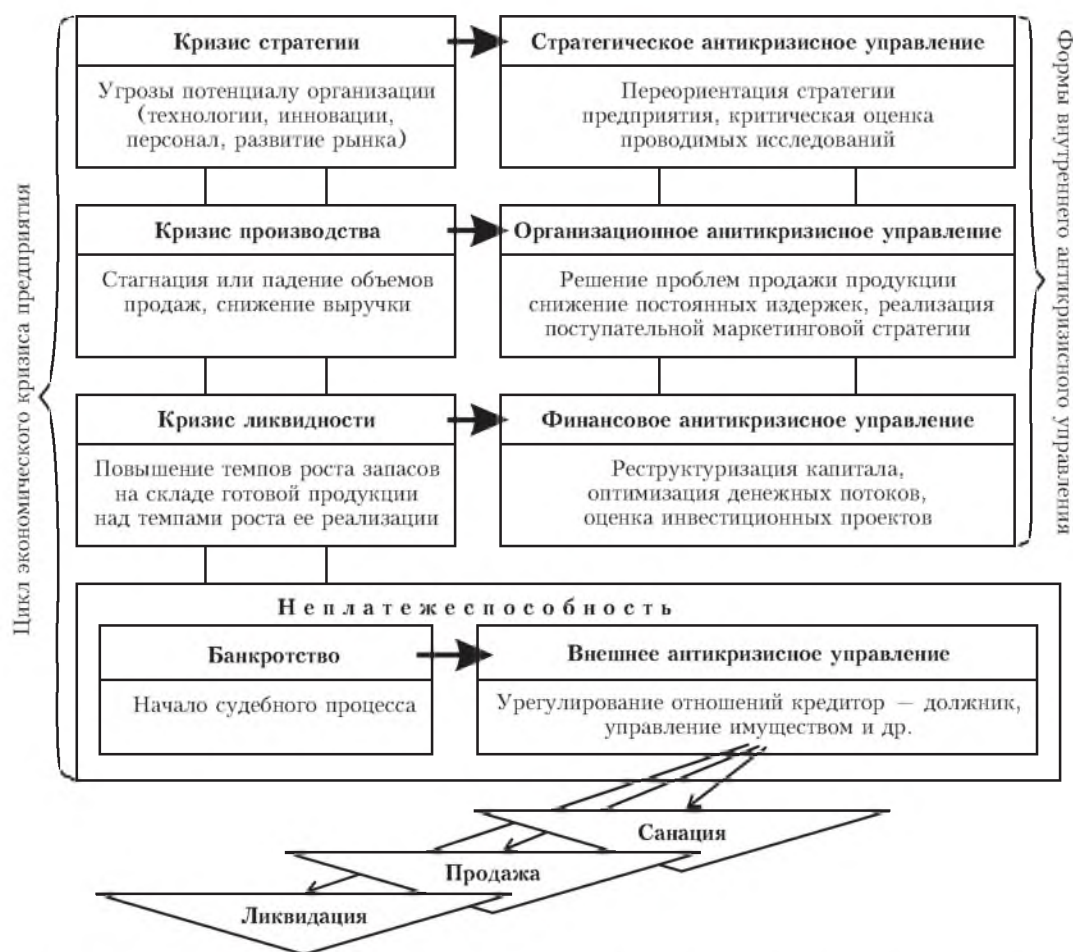 Цикл экономического кризиса предприятия
Кризис стратегии
Угрозы потенциалу организации
(технологии, инновации,
персонал, развитие рынка)
Стратегическое антикризисное управление
Переориентация стратегии
предприятия, критическая оценка
проводимых исследований
Кризис производства
Стагнация или падение объемов
продаж, снижение выручки
Организационное анитикризисное управление
Решение проблем продажи продукции
снижение постоянных издержек, реализация
поступательной маркетинговой стратегии
Кризис ликвидности
Повышение темпов роста запасов
на складе готовой продукции
над темпами роста ее реализации
Финансовое анитикризисное управление
Реструктуризация капитала,
оптимизация денежных потоков,
оценка инвестиционных проектов
Формы внутреннего антикризисного управления
Неплатежеспособность
Банкротство
Начало судебного процесса
Внешнее антикризисное управление
Урегулирование отношений кредитор — должник,
управление имуществом и др.
Санация
Продажа
Ликвидация